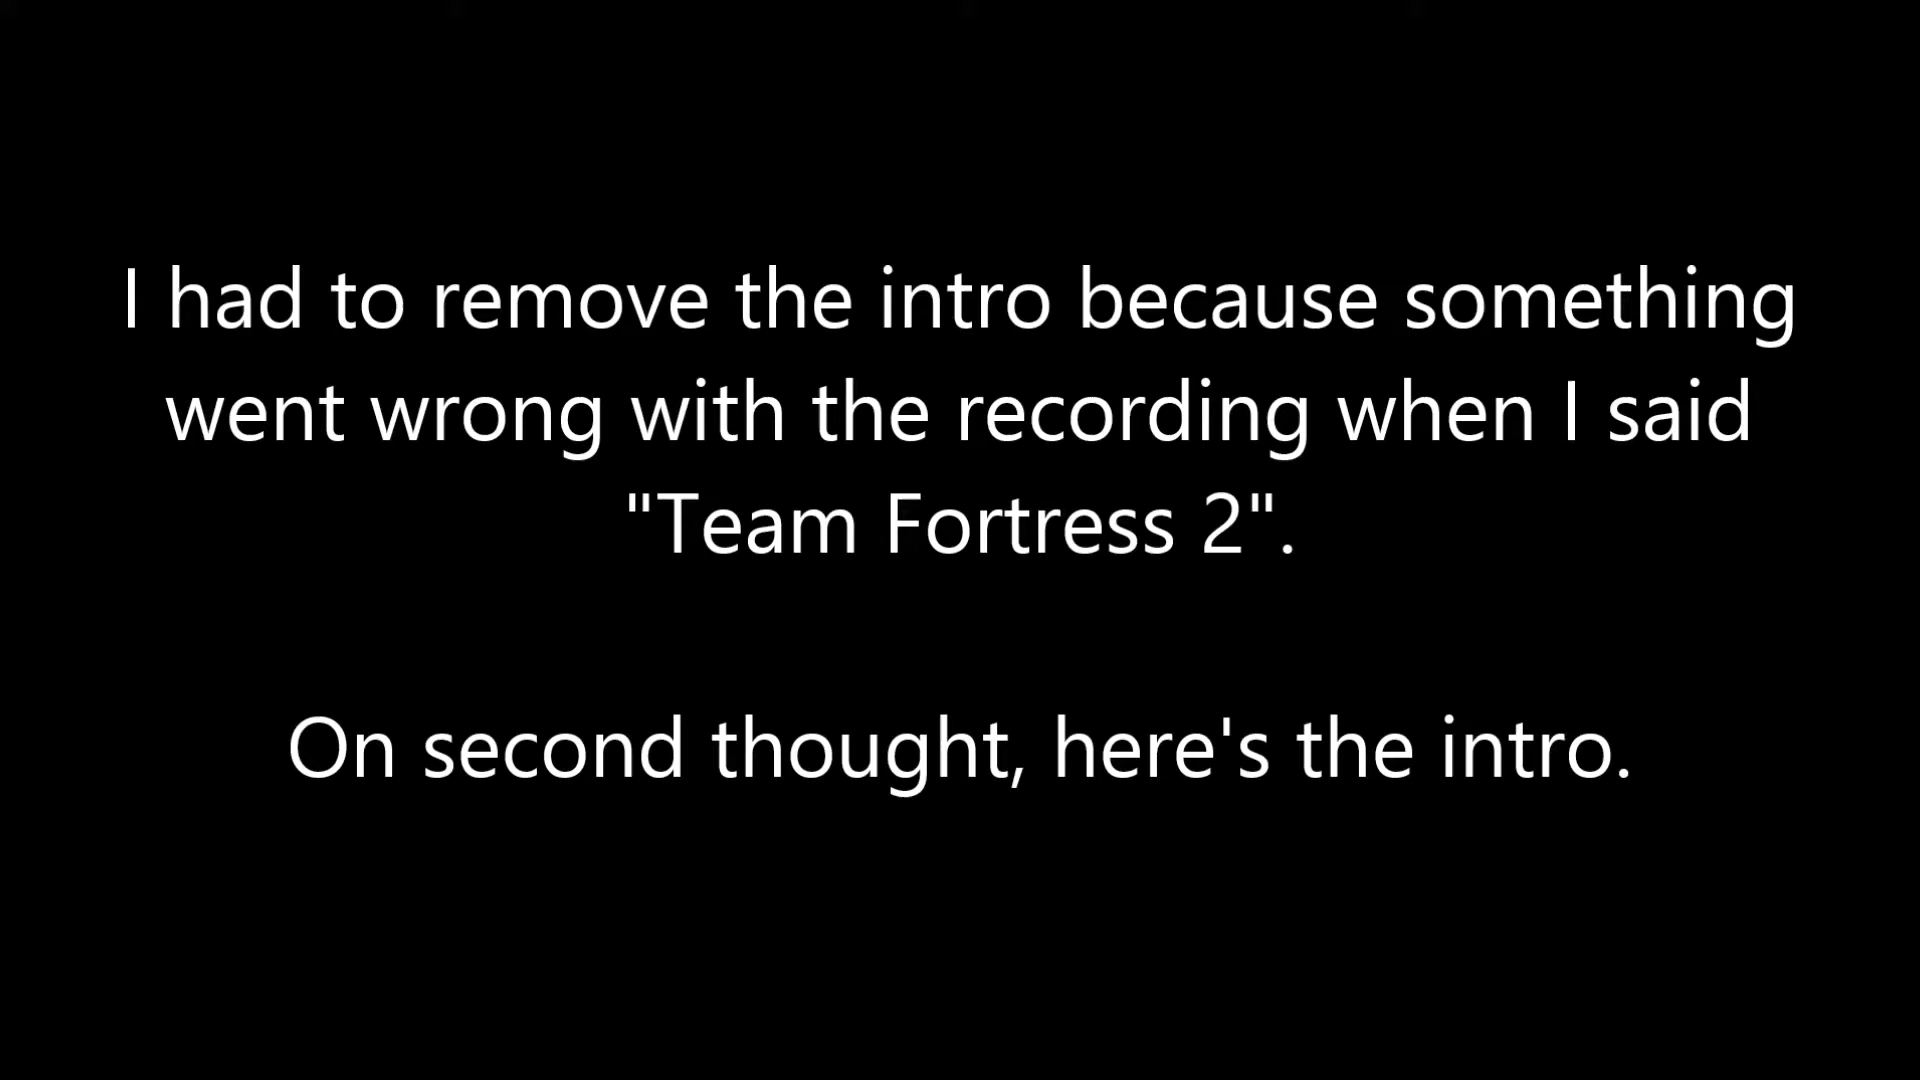 I had to remove the intro because something
went wrong with the recording when I said
"Team Fortress 2".
On second thought, here's the intro.